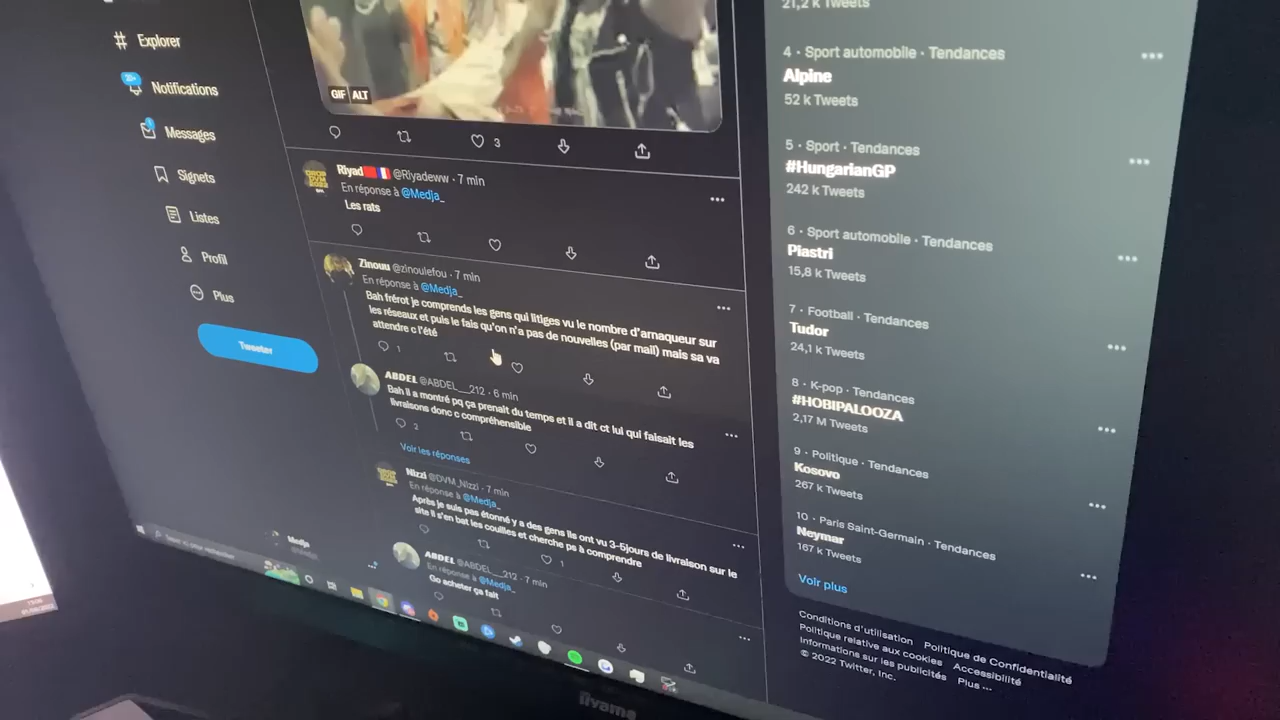 Explorer
20+
Notifications
1
Messages
Signets
Listes
Profil
Plus
Tweeter
GIF ALT
3
Riyad @Riyadeww · 7 min
En réponse à @Medja_
Les rats
Zinouu @zinoulefou · 7 min
En réponse à @Medja_
Bah frérot je comprends les gens qui litiges vu le nombre d'arnaqueur sur
les réseaux et puis le fais qu'on n'a pas de nouvelles (par mail) mais sa va
attendre c l'été
1
ABDEL @ABDEL__212 · 6 min
Bah il a montré pq ça prenait du temps et il a dit ct lui qui faisait les
livraisons donc c compréhensible
2
Voir les réponses
Nizzi @DVM_Nizzi · 7 min
En réponse à @Medja_
Après je suis pas étonné y a des gens ils ont vu 3-5jours de livraison sur le
site il s'en bat les couilles et cherche ps à comprendre
1
ABDEL @ABDEL__212 · 7 min
En réponse à @Medja_
Go acheter ça fait
Medja
21,2 k Tweets
4 · Sport automobile · Tendances
Alpine
52 k Tweets
5 · Sport · Tendances
#HungarianGP
242 k Tweets
6 · Sport automobile · Tendances
Piastri
15,8 k Tweets
7 · Football · Tendances
Tudor
24,1 k Tweets
8 · K-pop · Tendances
#HOBIPALOOZA
2,17 M Tweets
9 · Politique · Tendances
Kosovo
267 k Tweets
10 · Paris Saint-Germain · Tendances
Neymar
167 k Tweets
Voir plus
Conditions d'utilisation Politique de Confidentialité
Politique relative aux cookies Accessibilité
Informations sur les publicités Plus ...
© 2022 Twitter, Inc.
iiyama